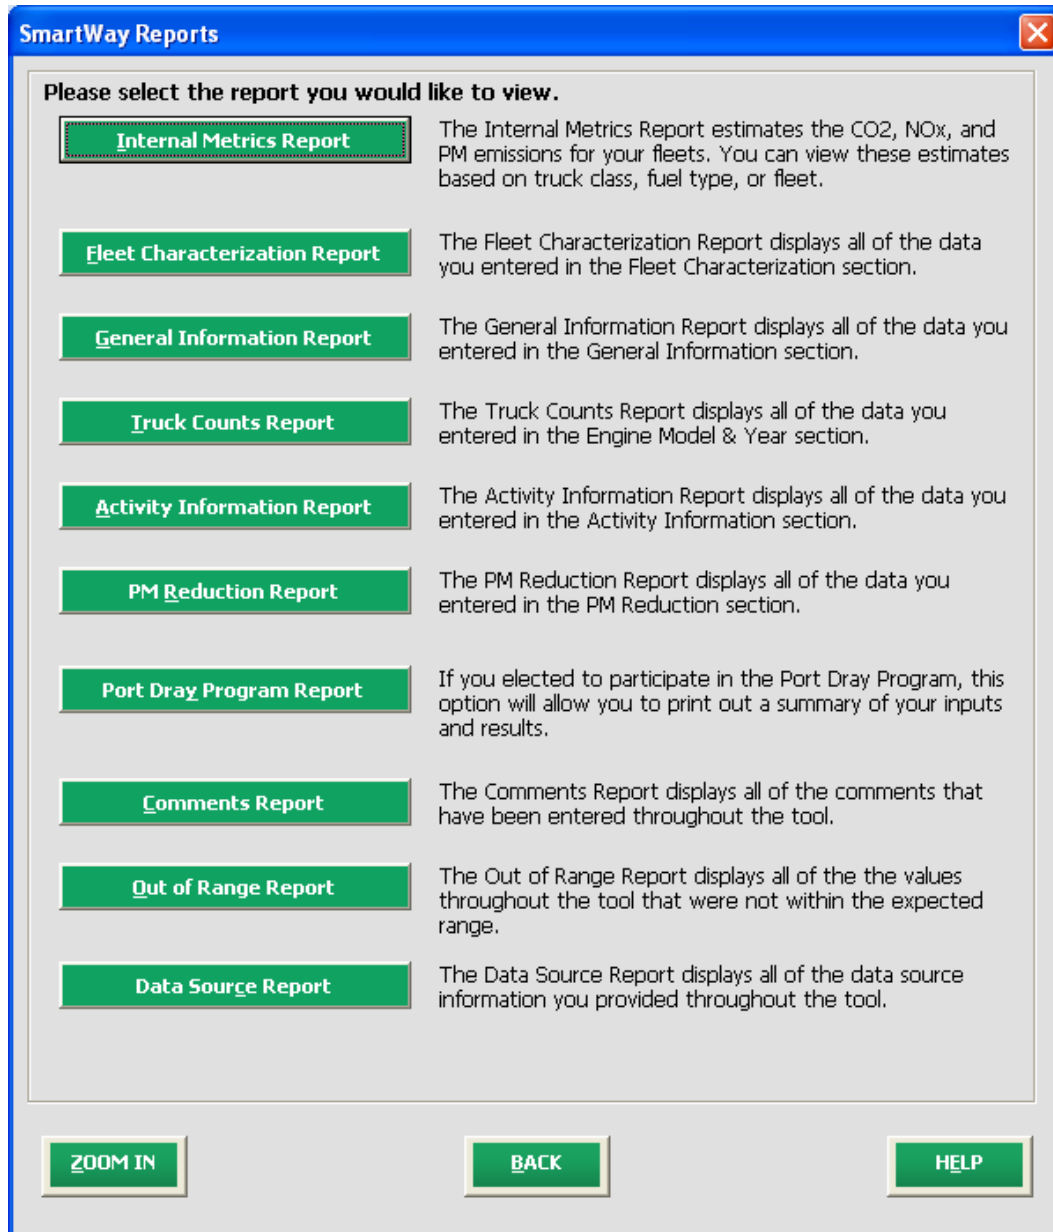 SmartWay Reports
Please select the report you would like to view.
Internal Metrics Report
The Internal Metrics Report estimates the CO2, NOx, and
PM emissions for your fleets. You can view these estimates
based on truck class, fuel type, or fleet.
Fleet Characterization Report
The Fleet Characterization Report displays all of the data
you entered in the Fleet Characterization section.
General Information Report
The General Information Report displays all of the data you
entered in the General Information section.
Truck Counts Report
The Truck Counts Report displays all of the data you
entered in the Engine Model & Year section.
Activity Information Report
The Activity Information Report displays all of the data you
entered in the Activity Information section.
PM Reduction Report
The PM Reduction Report displays all of the data you
entered in the PM Reduction section.
Port Dray Program Report
If you elected to participate in the Port Dray Program, this
option will allow you to print out a summary of your inputs
and results.
Comments Report
The Comments Report displays all of the comments that
have been entered throughout the tool.
Out of Range Report
The Out of Range Report displays all of the the values
throughout the tool that were not within the expected
range.
Data Source Report
The Data Source Report displays all of the data source
information you provided throughout the tool.
ZOOM IN
BACK
HELP